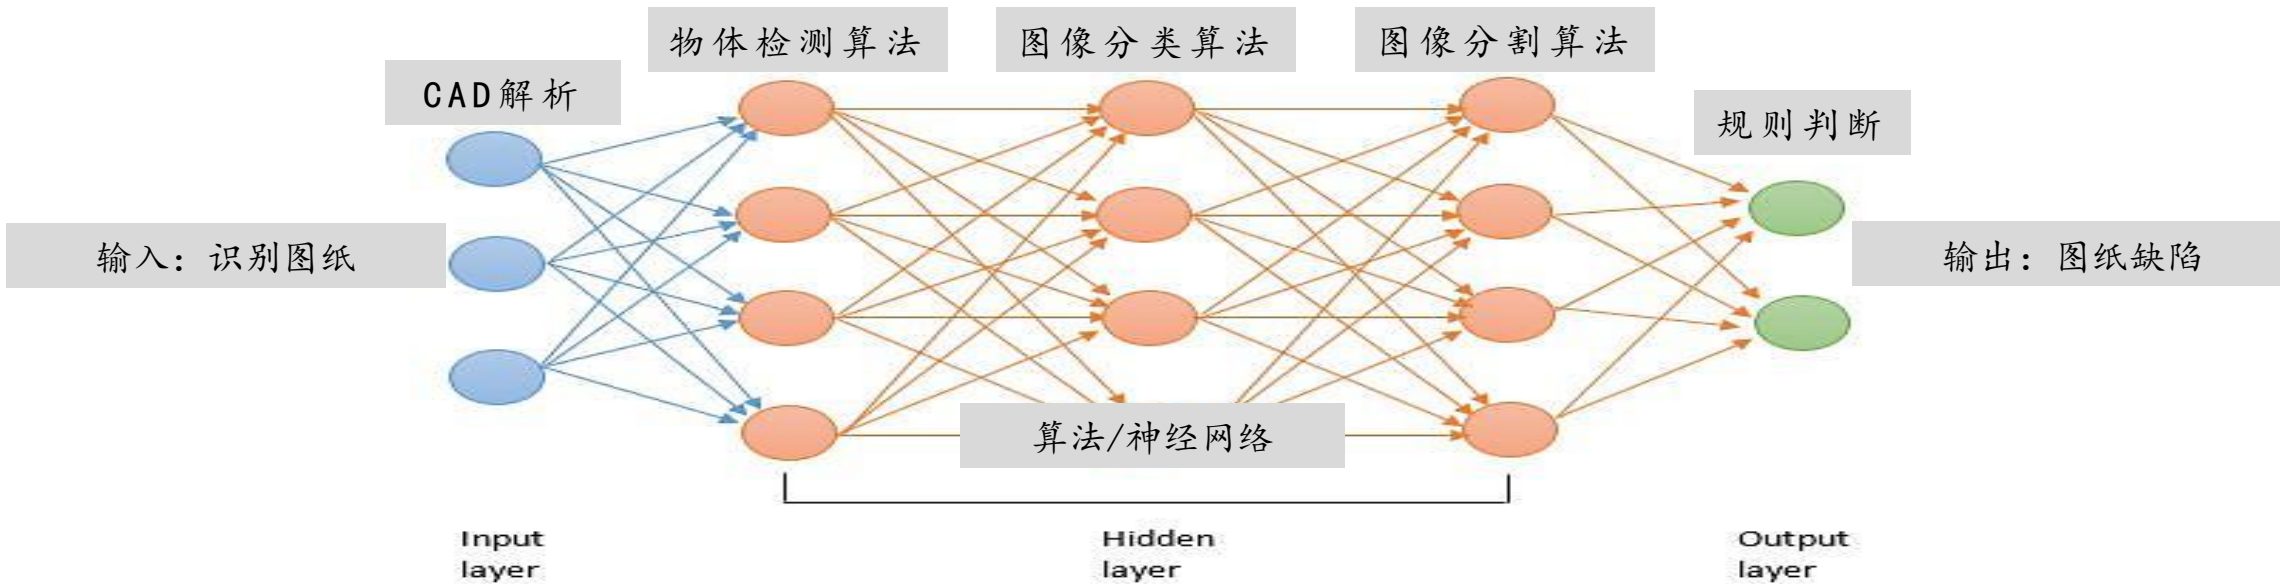 物体检测算法
图像分类算法
图像分割算法
CAD解析
规则判断
输入：识别图纸
输出：图纸缺陷
算法/神经网络
Input
layer
Hidden
layer
Output
layer